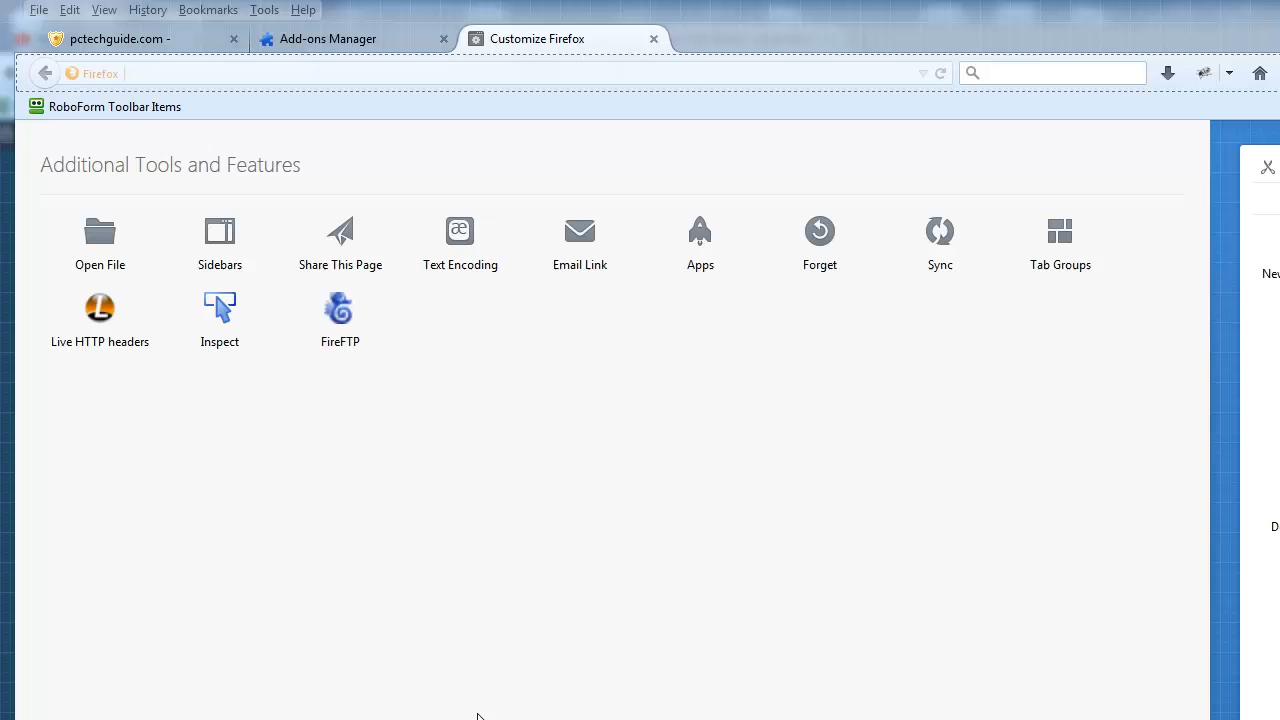 File Edit View History Bookmarks Tools Help
pctechguide.com - Add-ons Manager Customize Firefox
Firefox
RoboForm Toolbar Items
Additional Tools and Features
Open File Sidebars Share This Page Text Encoding Email Link Apps Forget Sync Tab Groups
Nev
Live HTTP headers Inspect FireFTP
D